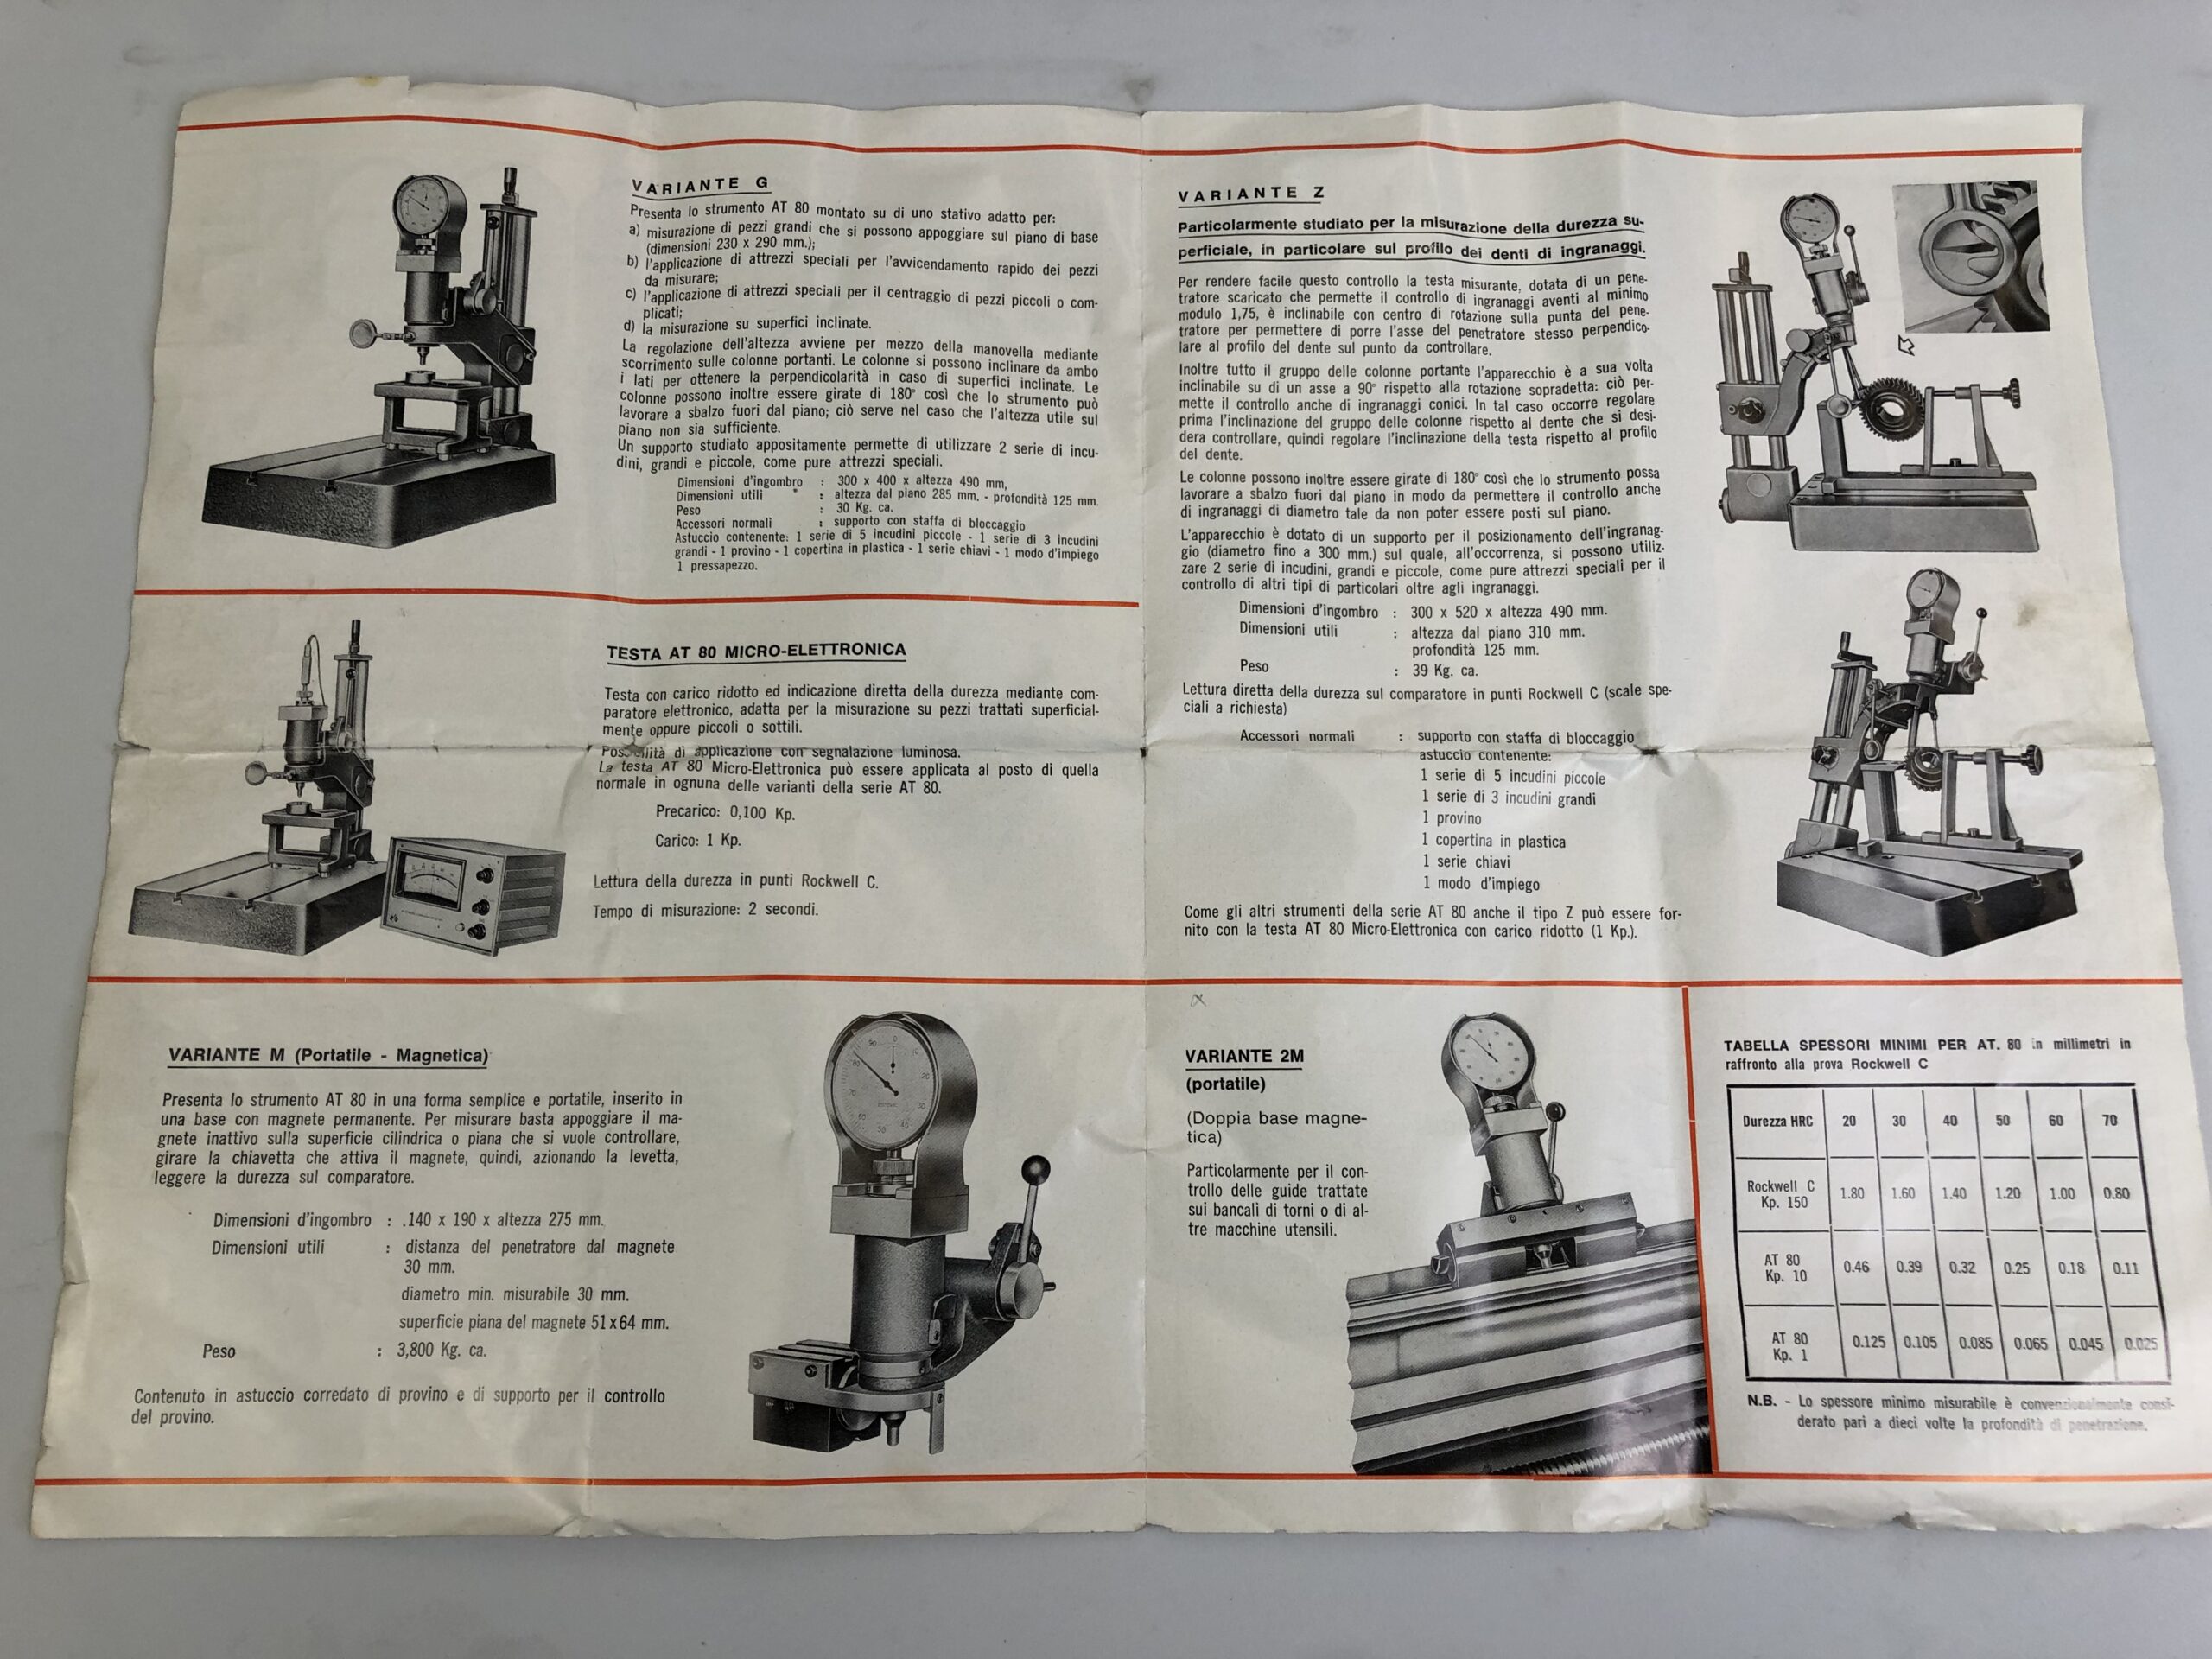 VARIANTE G
Presenta lo strumento AT 80 montato su di uno stativo adatto per:
a) misurazione di pezzi grandi che si possono appoggiare sul piano di base
(dimensioni 230 x 290 mm.);
b) l'applicazione di attrezzi speciali per l'avvicendamento rapido dei pezzi
da misurare;
c) l'applicazione di attrezzi speciali per il centraggio di pezzi piccoli o com-
plicati;
d) la misurazione su superfici inclinate.
La regolazione dell'altezza avviene per mezzo della manovella mediante
scorrimento sulle colonne portanti. Le colonne si possono inclinare da ambo
i lati per ottenere la perpendicolarità in caso di superfici inclinate. Le
colonne possono inoltre essere girate di 180° così che lo strumento può
lavorare a sbalzo fuori dal piano; ciò serve nel caso che l'altezza utile sul
piano non sia sufficiente.
Un supporto studiato appositamente permette di utilizzare 2 serie di incu-
dini, grandi e piccole, come pure attrezzi speciali.
Dimensioni d'ingombro : 300 x 400 x altezza 490 mm,
Dimensioni utili : altezza dal piano 285 mm. - profondità 125 mm.
Peso : 30 Kg. ca.
Accessori normali : supporto con staffa di bloccaggio
Astuccio contenente: 1 serie di 5 incudini piccole - 1 serie di 3 incudini
grandi - 1 provino - 1 copertina in plastica - 1 serie chiavi - 1 modo d'impiego
1 pressapezzo.
TESTA AT 80 MICRO-ELETTRONICA
Testa con carico ridotto ed indicazione diretta della durezza mediante com-
paratore elettronico, adatta per la misurazione su pezzi trattati superficial-
mente oppure piccoli o sottili.
Possibilità di applicazione con segnalazione luminosa.
La testa AT 80 Micro-Elettronica può essere applicata al posto di quella
normale in ognuna delle varianti della serie AT 80.
Precarico: 0,100 Kp.
Carico: 1 Kp.
Lettura della durezza in punti Rockwell C.
Tempo di misurazione: 2 secondi.
VARIANTE M (Portatile - Magnetica)
Presenta lo strumento AT 80 in una forma semplice e portatile, inserito in
una base con magnete permanente. Per misurare basta appoggiare il ma-
gnete inattivo sulla superficie cilindrica o piana che si vuole controllare,
girare la chiavetta che attiva il magnete, quindi, azionando la levetta,
leggere la durezza sul comparatore.
Dimensioni d'ingombro : .140 x 190 x altezza 275 mm.
Dimensioni utili : distanza del penetratore dal magnete
30 mm.
diametro min. misurabile 30 mm.
superficie piana del magnete 51x64 mm.
Peso : 3,800 Kg. ca.
Contenuto in astuccio corredato di provino e di supporto per il controllo
del provino.
VARIANTE Z
Particolarmente studiato per la misurazione della durezza su-
perficiale, in particolare sul profilo dei denti di ingranaggi.
Per rendere facile questo controllo la testa misurante, dotata di un pene-
tratore scaricato che permette il controllo di ingranaggi aventi al minimo
modulo 1,75, è inclinabile con centro di rotazione sulla punta del pene-
tratore per permettere di porre l'asse del penetratore stesso perpendico-
lare al profilo del dente sul punto da controllare.
Inoltre tutto il gruppo delle colonne portante l'apparecchio è a sua volta
inclinabile su di un asse a 90° rispetto alla rotazione sopradetta: ciò per-
mette il controllo anche di ingranaggi conici. In tal caso occorre regolare
prima l'inclinazione del gruppo delle colonne rispetto al dente che si desi-
dera controllare, quindi regolare l'inclinazione della testa rispetto al profilo
del dente.
Le colonne possono inoltre essere girate di 180° così che lo strumento possa
lavorare a sbalzo fuori dal piano in modo da permettere il controllo anche
di ingranaggi di diametro tale da non poter essere posti sul piano.
L'apparecchio è dotato di un supporto per il posizionamento dell'ingranag-
gio (diametro fino a 300 mm.) sul quale, all'occorrenza, si possono utiliz-
zare 2 serie di incudini, grandi e piccole, come pure attrezzi speciali per il
controllo di altri tipi di particolari oltre agli ingranaggi.
Dimensioni d'ingombro : 300 x 520 x altezza 490 mm.
Dimensioni utili : altezza dal piano 310 mm.
profondità 125 mm.
Peso : 39 Kg. ca.
Lettura diretta della durezza sul comparatore in punti Rockwell C (scale spe-
ciali a richiesta)
Accessori normali : supporto con staffa di bloccaggio
astuccio contenente:
1 serie di 5 incudini piccole
1 serie di 3 incudini grandi
1 provino
1 copertina in plastica
1 serie chiavi
1 modo d'impiego
Come gli altri strumenti della serie AT 80 anche il tipo Z può essere for-
nito con la testa AT 80 Micro-Elettronica con carico ridotto (1 Kp.).
VARIANTE 2M
(portatile)
(Doppia base magne-
tica)
Particolarmente per il con-
trollo delle guide trattate
sui bancali di torni o di al-
tre macchine utensili.
TABELLA SPESSORI MINIMI PER AT. 80 in millimetri in
raffronto alla prova Rockwell C
Durezza HRC 20 30 40 50 60 70
Rockwell C
Kp. 150 1.80 1.60 1.40 1.20 1.00 0.80
AT 80
Kp. 10 0.46 0.39 0.32 0.25 0.18 0.11
AT 80
Kp. 1 0.125 0.105 0.085 0.065 0.045 0.025
N.B. - Lo spessore minimo misurabile è convenzionalmente consi-
derato pari a dieci volte la profondità di penetrazione.